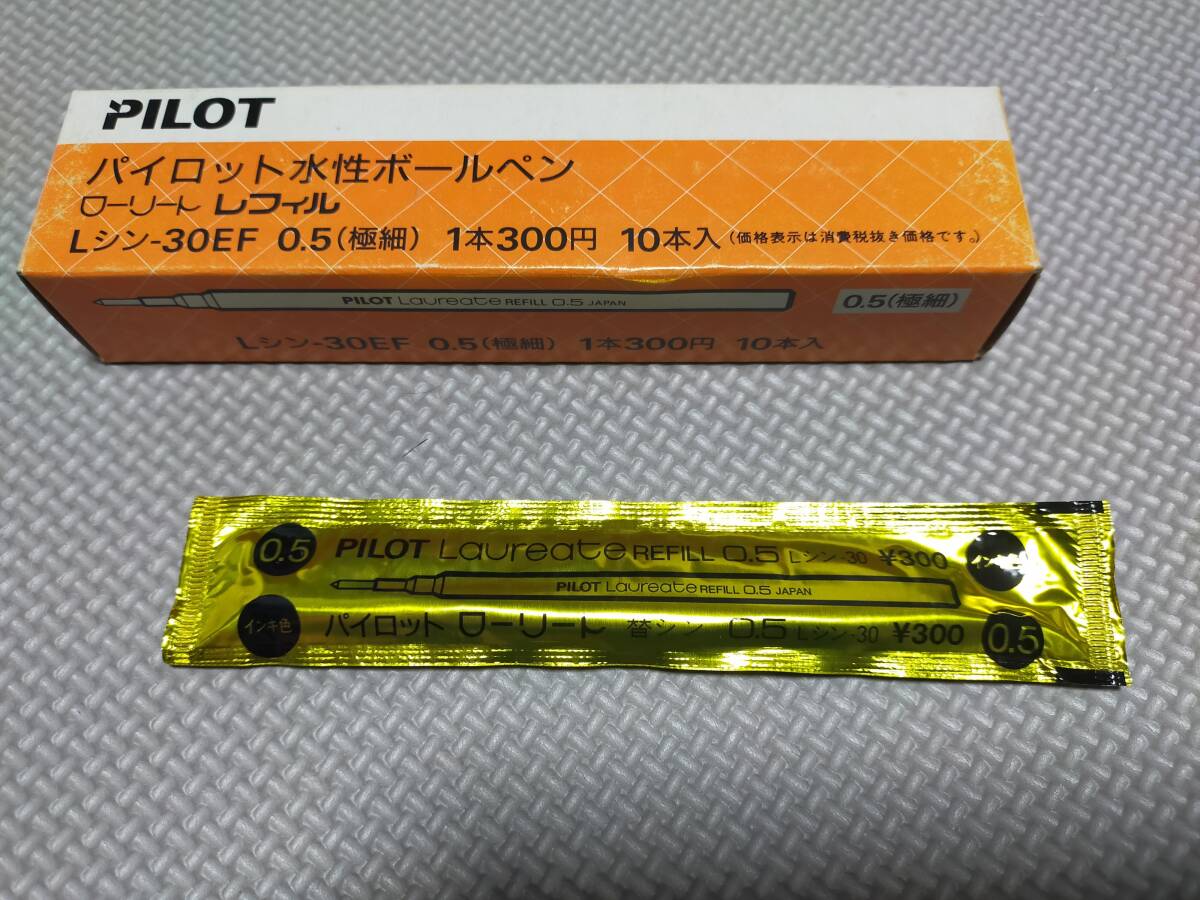 PILOT
パイロット水性ボールペン
ローリート レフィル
Lシン-30EF 0.5(極細) 1本300円 10本入 (価格表示は消費税抜き価格です。)
PILOT Laureate REFILL 0.5 JAPAN
0.5(極細)
Lシン-30EF 0.5(極細) 1本300円 10本入
0.5 PILOT Laureate REFILL 0.5 Lシン-30 ¥300
PILOT Laureate REFILL 0.5 JAPAN
インキ色 パイロット ローリート 替シン 0.5 Lシン-30 ¥300 0.5